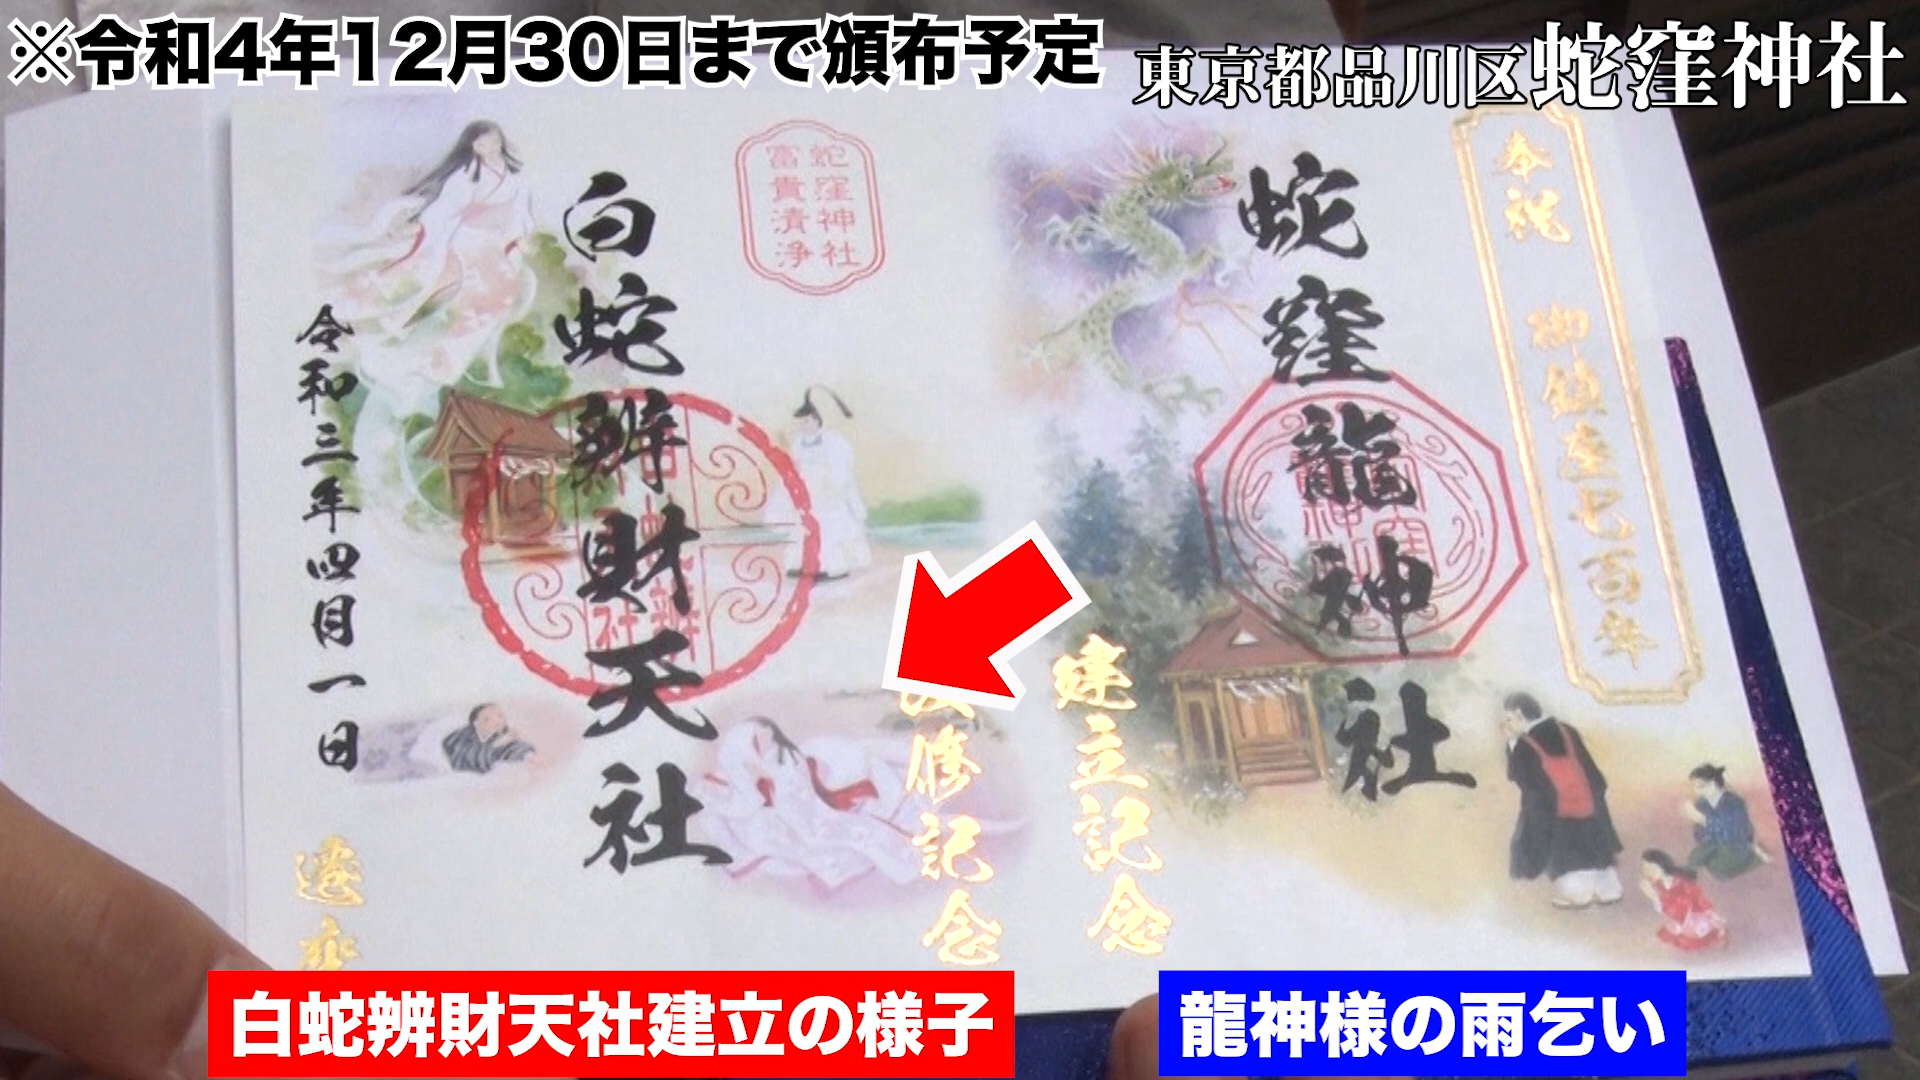 ※令和4年12月30日まで頒布予定
東京都品川区蛇窪神社
奉祝 御鎮座七百年
蛇窪龍神社
建立記念
蛇窪神社
富貴清浄
白蛇辨財天社
改修記念
令和三年四月一日
遷座
白蛇辨財天社建立の様子
龍神様の雨乞い